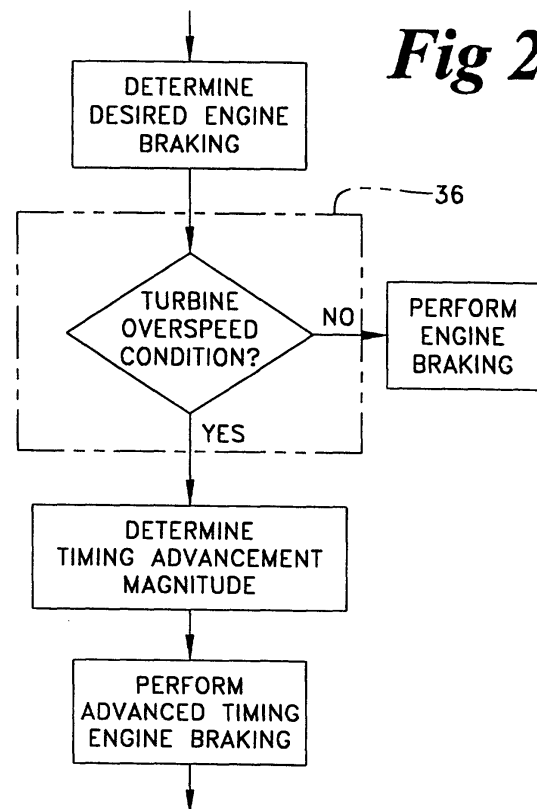 Fig 2
DETERMINE
DESIRED ENGINE
BRAKING
36
TURBINE
OVERSPEED
CONDITION?
NO
PERFORM
ENGINE
BRAKING
YES
DETERMINE
TIMING ADVANCEMENT
MAGNITUDE
PERFORM
ADVANCED TIMING
ENGINE BRAKING